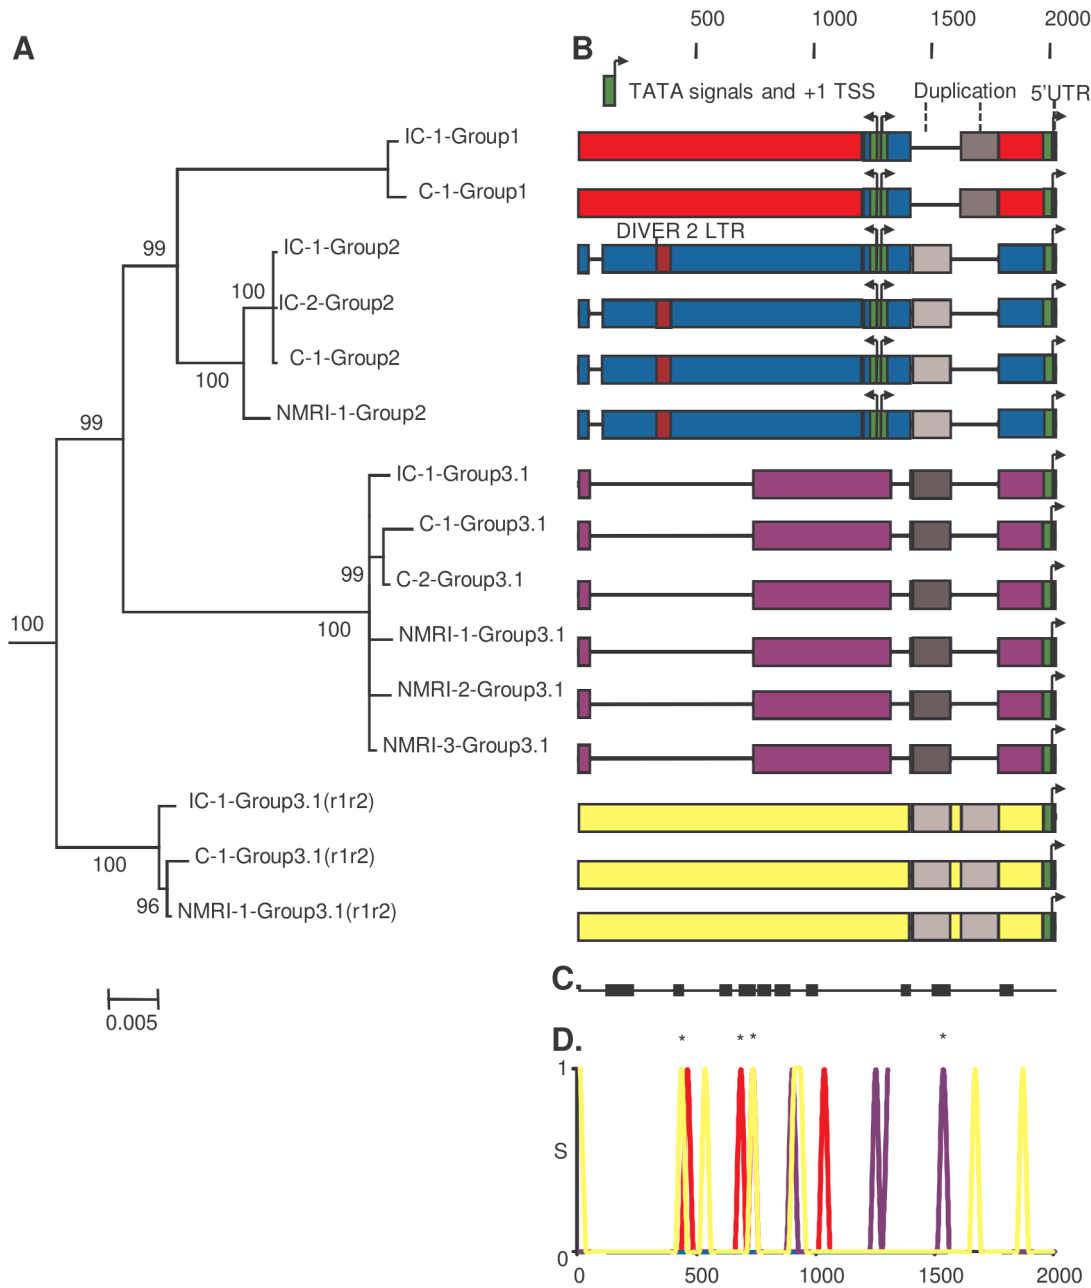 500 1000 1500 2000
A B
TATA signals and +1 TSS Duplication 5'UTR
IC-1-Group1
C-1-Group1
DIVER 2 LTR
99
IC-1-Group2
100
IC-2-Group2
C-1-Group2
100
NMRI-1-Group2
99
IC-1-Group3.1
C-1-Group3.1
99
C-2-Group3.1
100
NMRI-1-Group3.1
100
NMRI-2-Group3.1
NMRI-3-Group3.1
IC-1-Group3.1(r1r2)
100
C-1-Group3.1(r1r2)
96
NMRI-1-Group3.1(r1r2)
0.005
C.
D.
* * * *
1
S
0
0 500 1000 1500 2000